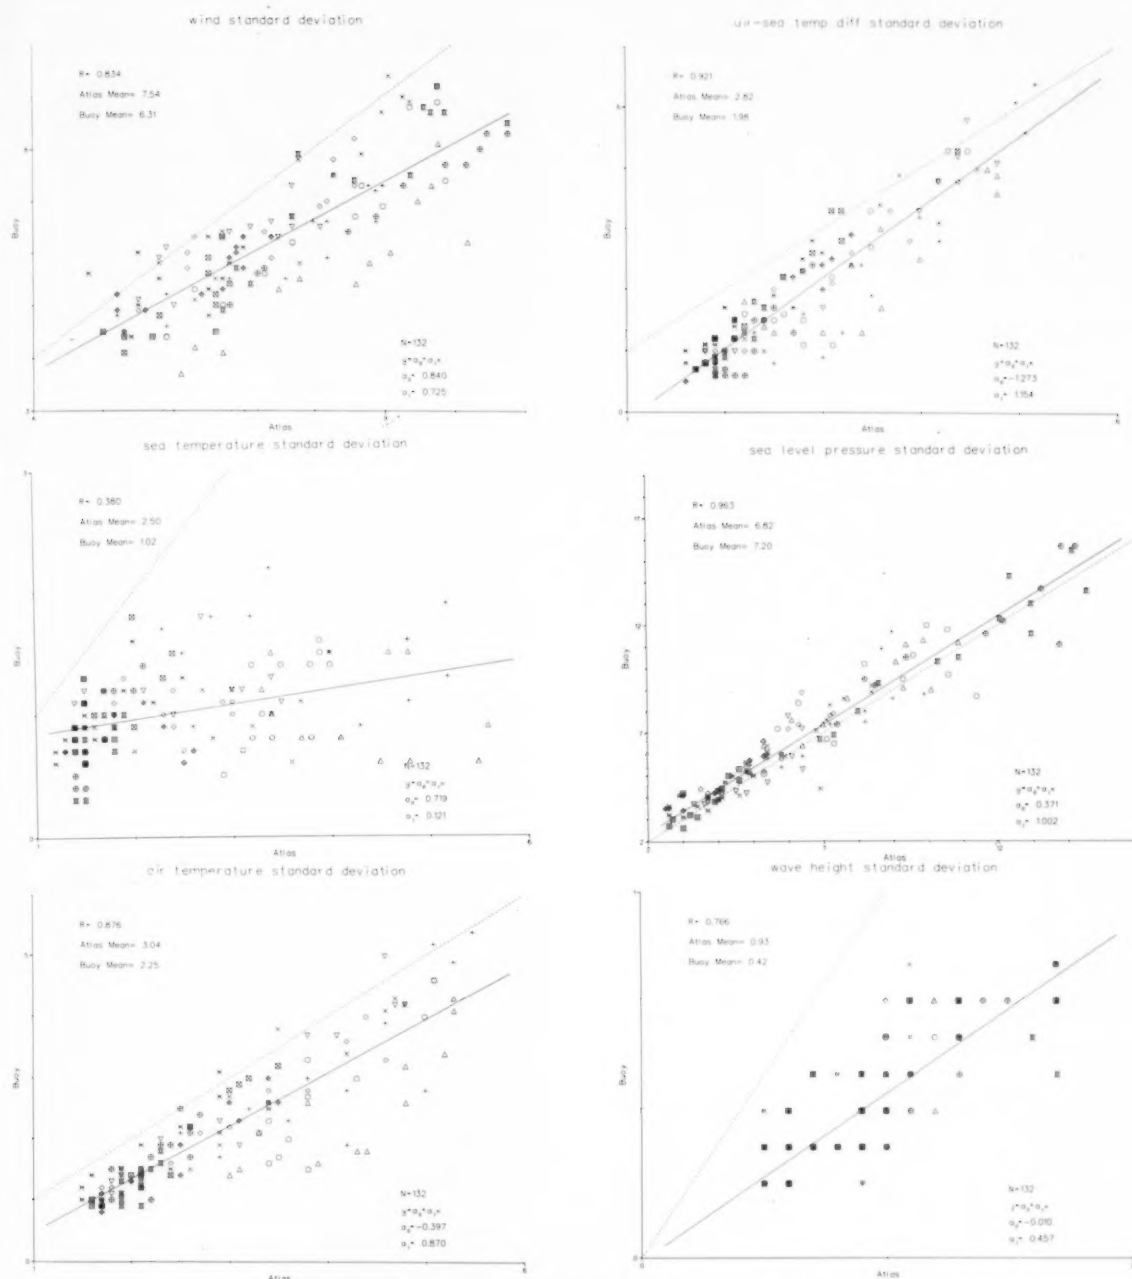 wind standard deviation
R= 0.834
Atlas Mean= 7.54
Buoy Mean= 6.31
Buoy
N=132
y=a₀+a₁x
a₀= 0.840
a₁= 0.725
Atlas
air-sea temp diff standard deviation
R= 0.921
Atlas Mean= 2.82
Buoy Mean= 1.98
Buoy
N=132
y=a₀+a₁x
a₀=-1.273
a₁= 1.154
Atlas
sea temperature standard deviation
R= 0.380
Atlas Mean= 2.50
Buoy Mean= 1.02
Buoy
N=132
y=a₀+a₁x
a₀= 0.719
a₁= 0.121
1
6
Atlas
sea level pressure standard deviation
17
R= 0.963
Atlas Mean= 6.82
Buoy Mean= 7.20
12
Buoy
7
N=132
y=a₀+a₁x
a₀= 0.371
a₁= 1.002
2
Atlas
air temperature standard deviation
R= 0.876
Atlas Mean= 3.04
Buoy Mean= 2.25
Buoy
N=132
y=a₀+a₁x
a₀=-0.397
a₁= 0.870
Atlas
wave height standard deviation
R= 0.766
Atlas Mean= 0.93
Buoy Mean= 0.42
Buoy
N=132
y=a₀+a₁x
a₀=-0.010
a₁= 0.457
Atlas